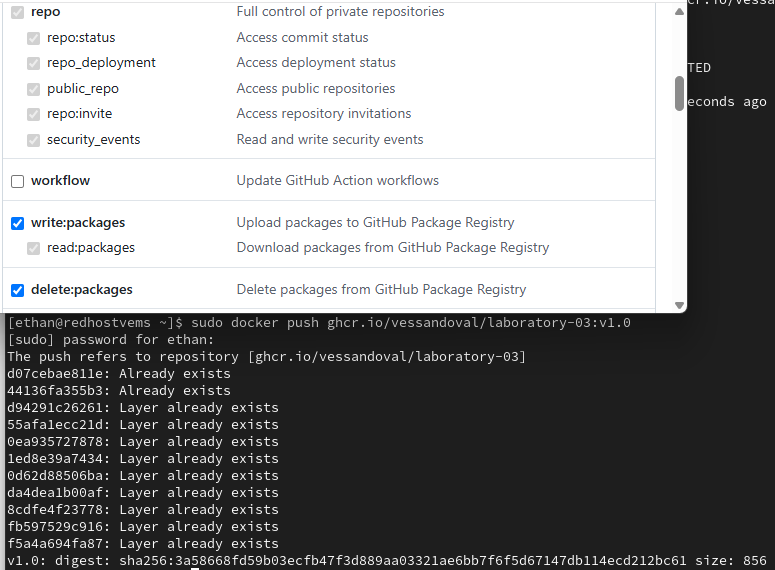 cr.io/vessa
repo Full control of private repositories
repo:status Access commit status
repo_deployment Access deployment status
TED
public_repo Access public repositories
econds ago
repo:invite Access repository invitations
security_events Read and write security events
workflow Update GitHub Action workflows
write:packages Upload packages to GitHub Package Registry
read:packages Download packages from GitHub Package Registry
delete:packages Delete packages from GitHub Package Registry
[ethan@redhostvems ~]$ sudo docker push ghcr.io/vessandoval/laboratory-03:v1.0
[sudo] password for ethan:
The push refers to repository [ghcr.io/vessandoval/laboratory-03]
d07cebae811e: Already exists
44136fa355b3: Already exists
d94291c26261: Layer already exists
55afa1ecc21d: Layer already exists
0ea935727878: Layer already exists
1ed8e39a7434: Layer already exists
0d62d88506ba: Layer already exists
da4dea1b00af: Layer already exists
8cdfe4f23778: Layer already exists
fb597529c916: Layer already exists
f5a4a694fa87: Layer already exists
v1.0: digest: sha256:3a58668fd59b03ecfb47f3d889aa03321ae6bb7f6f5d67147db114ecd212bc61 size: 856